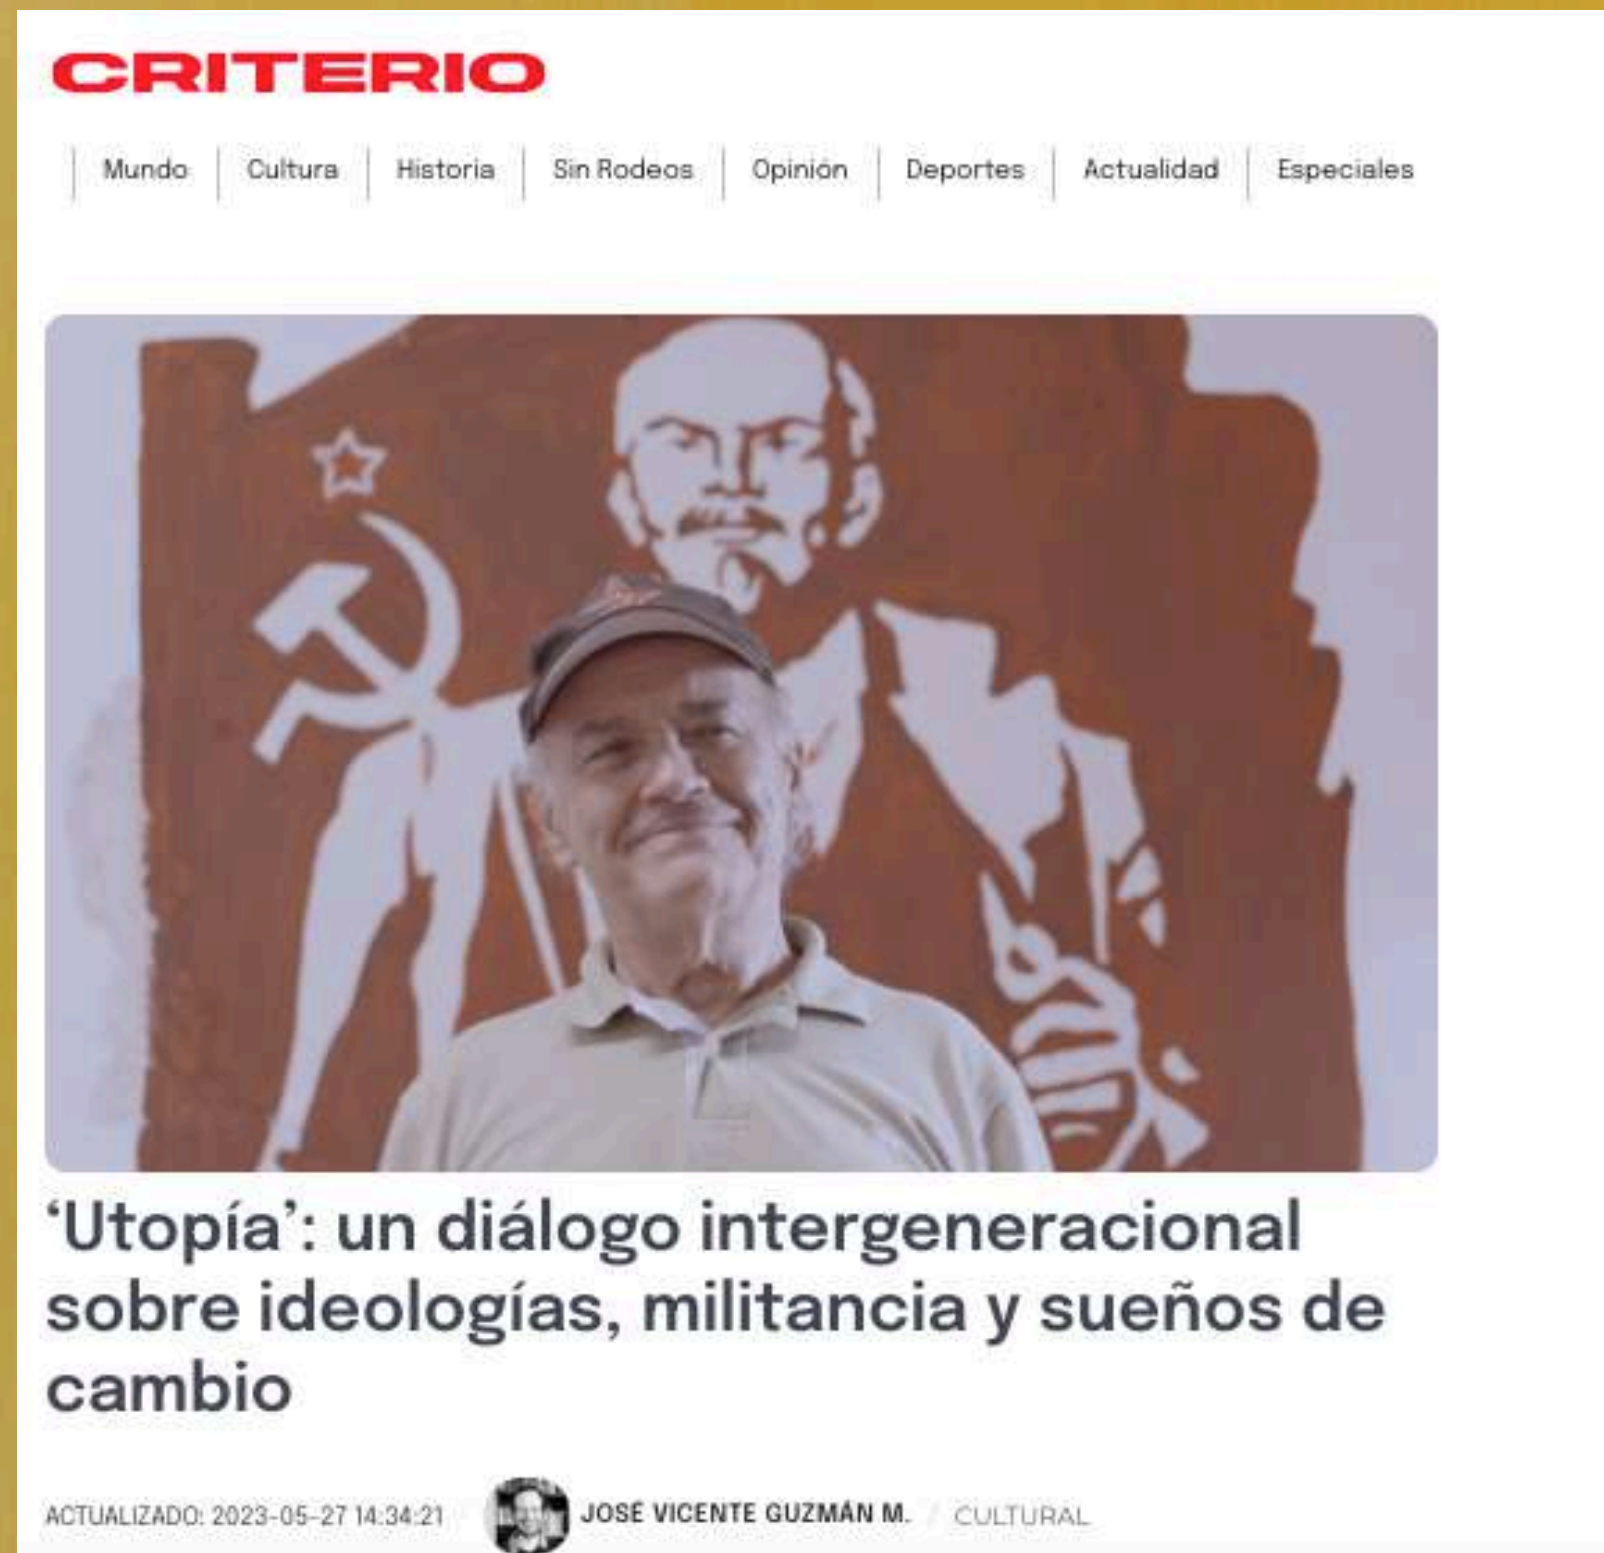 CRITERIO
Mundo
Cultura
Historia
Sin Rodeos
Opinión
Deportes
Actualidad
Especiales
‘Utopía’: un diálogo intergeneracional
sobre ideologías, militancia y sueños de
cambio
ACTUALIZADO: 2023-05-27 14:34:21
JOSÉ VICENTE GUZMÁN M. / CULTURAL